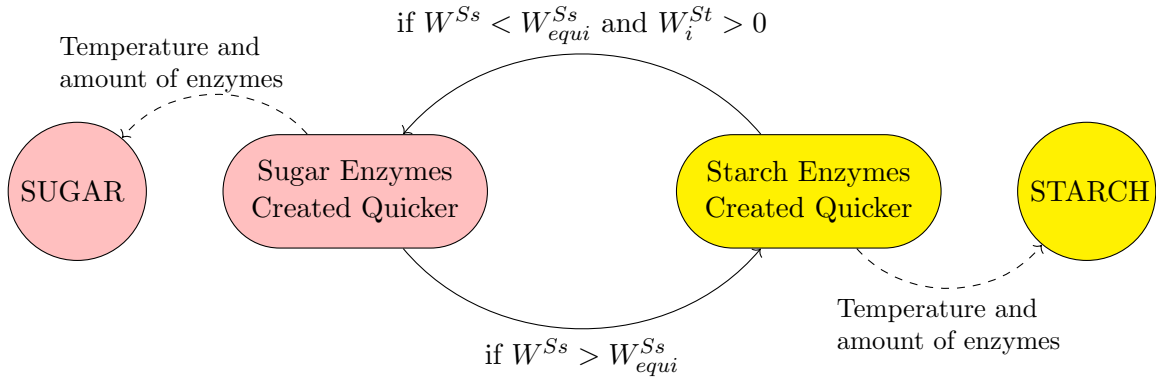 if $W^{Ss} < W^{Ss}_{equi}$ and $W^{St}_{i} > 0$
Temperature and
amount of enzymes
SUGAR
Sugar Enzymes
Created Quicker
Starch Enzymes
Created Quicker
STARCH
Temperature and
amount of enzymes
if $W^{Ss} > W^{Ss}_{equi}$